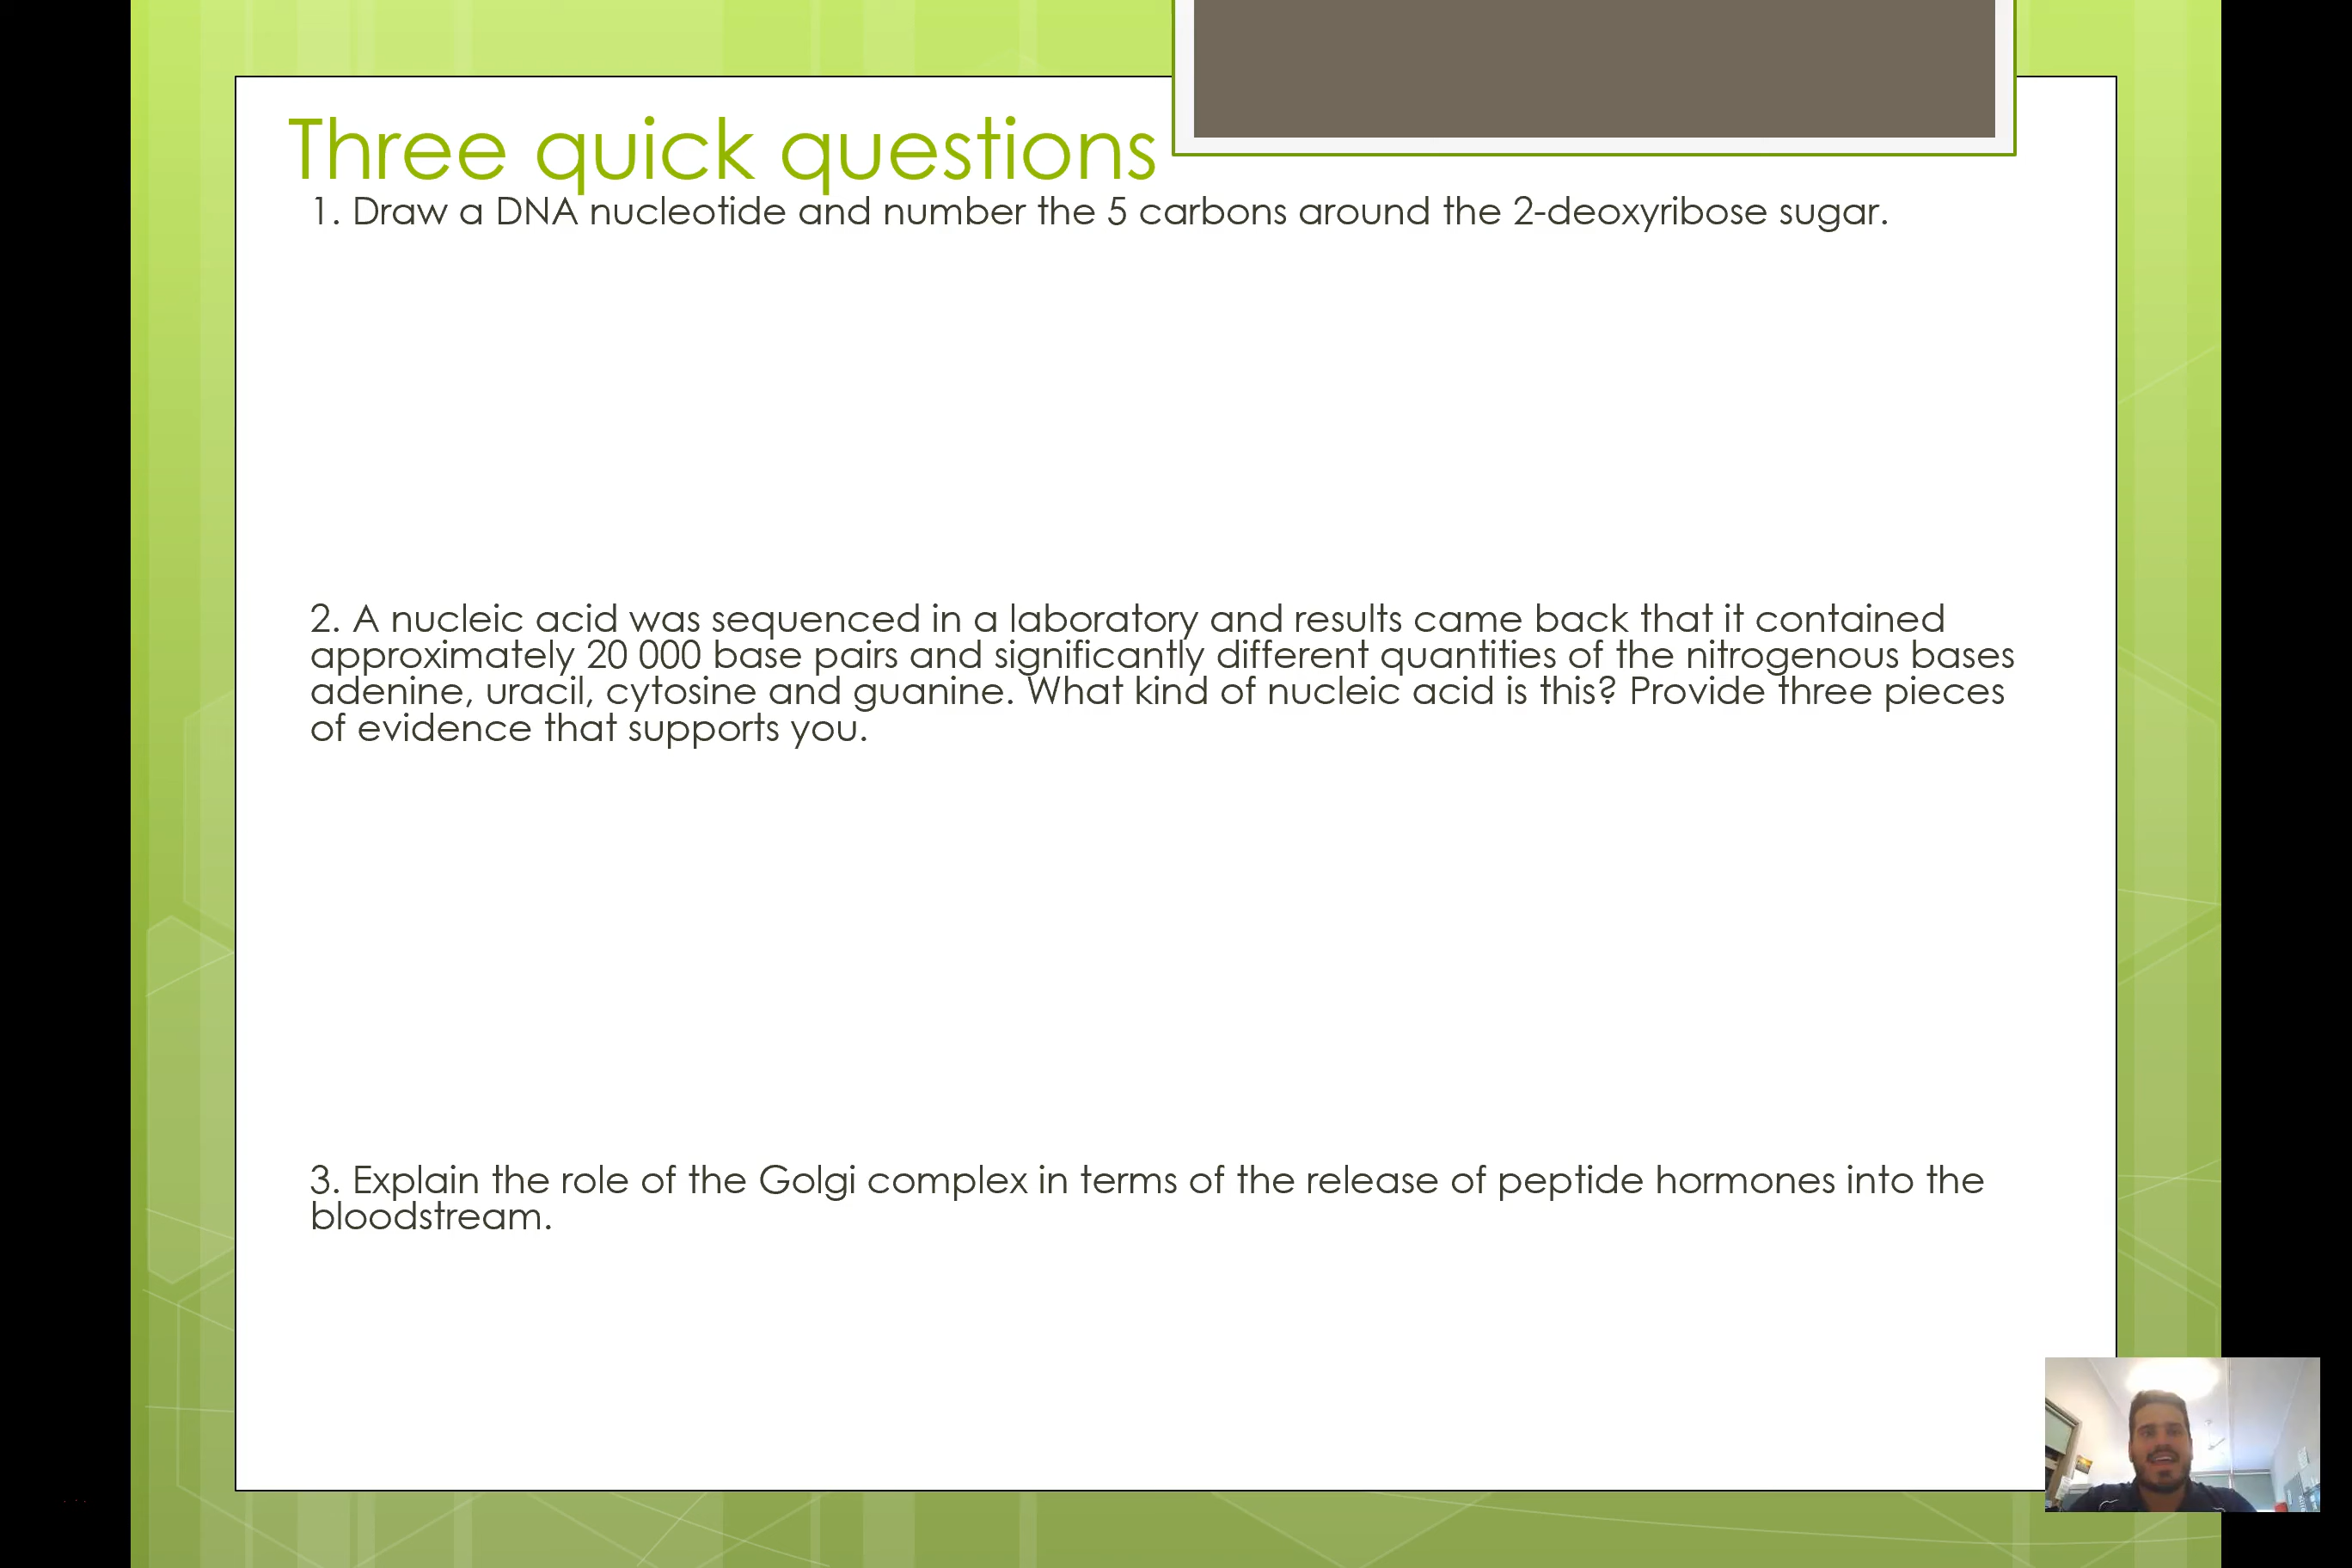 Three quick questions
1. Draw a DNA nucleotide and number the 5 carbons around the 2-deoxyribose sugar.
2. A nucleic acid was sequenced in a laboratory and results came back that it contained
approximately 20 000 base pairs and significantly different quantities of the nitrogenous bases
adenine, uracil, cytosine and guanine. What kind of nucleic acid is this? Provide three pieces
of evidence that supports you.
3. Explain the role of the Golgi complex in terms of the release of peptide hormones into the
bloodstream.